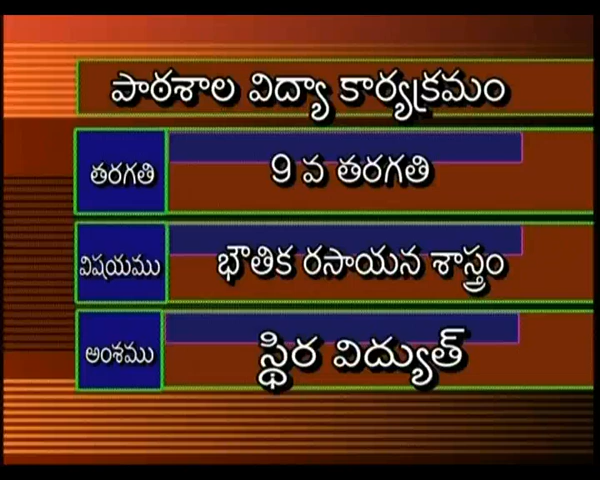 పాఠశాల విద్యా కార్యక్రమం
తరగతి 9 వ తరగతి
విషయము భౌతిక రసాయన శాస్త్రం
అంశము స్థిర విద్యుత్